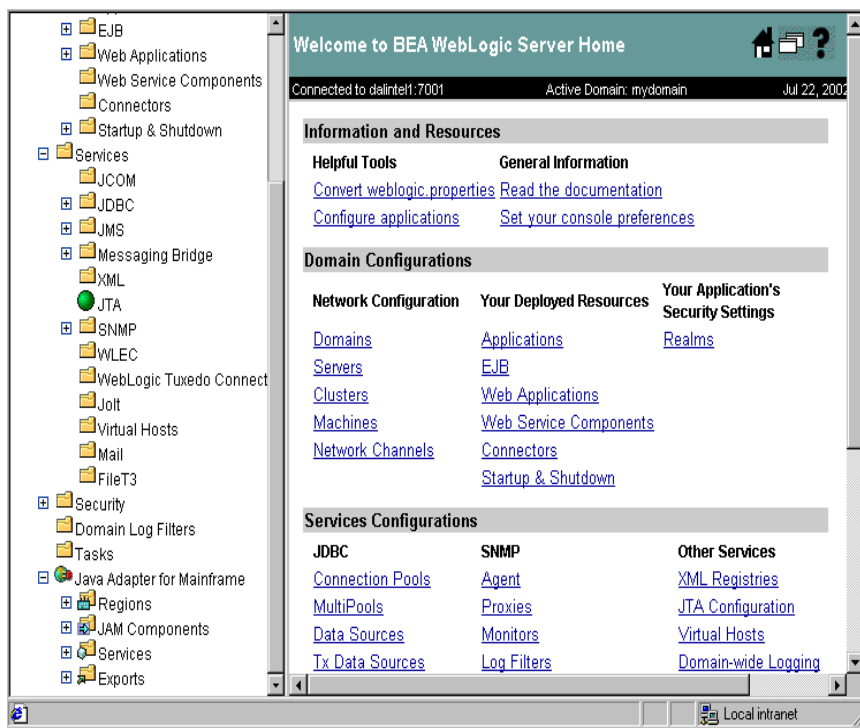 EJB
Web Applications
Web Service Components
Connectors
Startup & Shutdown
Services
JCOM
JDBC
JMS
Messaging Bridge
XML
JTA
SNMP
WLEC
WebLogic Tuxedo Connect
Jolt
Virtual Hosts
Mail
FileT3
Security
Domain Log Filters
Tasks
Java Adapter for Mainframe
Regions
JAM Components
Services
Exports
Welcome to BEA WebLogic Server Home
Connected to dalintel1:7001 Active Domain: mydomain Jul 22, 2002
Information and Resources
Helpful Tools General Information
Convert weblogic.properties Read the documentation
Configure applications Set your console preferences
Domain Configurations
Network Configuration Your Deployed Resources Your Application's Security Settings
Domains Applications Realms
Servers EJB
Clusters Web Applications
Machines Web Service Components
Network Channels Connectors
Startup & Shutdown
Services Configurations
JDBC SNMP Other Services
Connection Pools Agent XML Registries
MultiPools Proxies JTA Configuration
Data Sources Monitors Virtual Hosts
Tx Data Sources Log Filters Domain-wide Logging
Local intranet